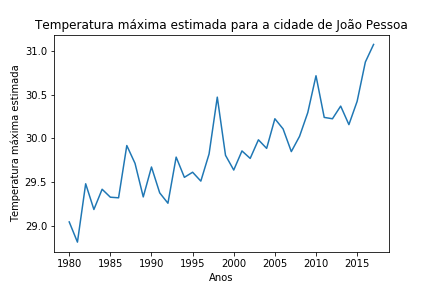 Temperatura máxima estimada para a cidade de João Pessoa
31.0
30.5
30.0
29.5
29.0
Temperatura máxima estimada
1980 1985 1990 1995 2000 2005 2010 2015
Anos